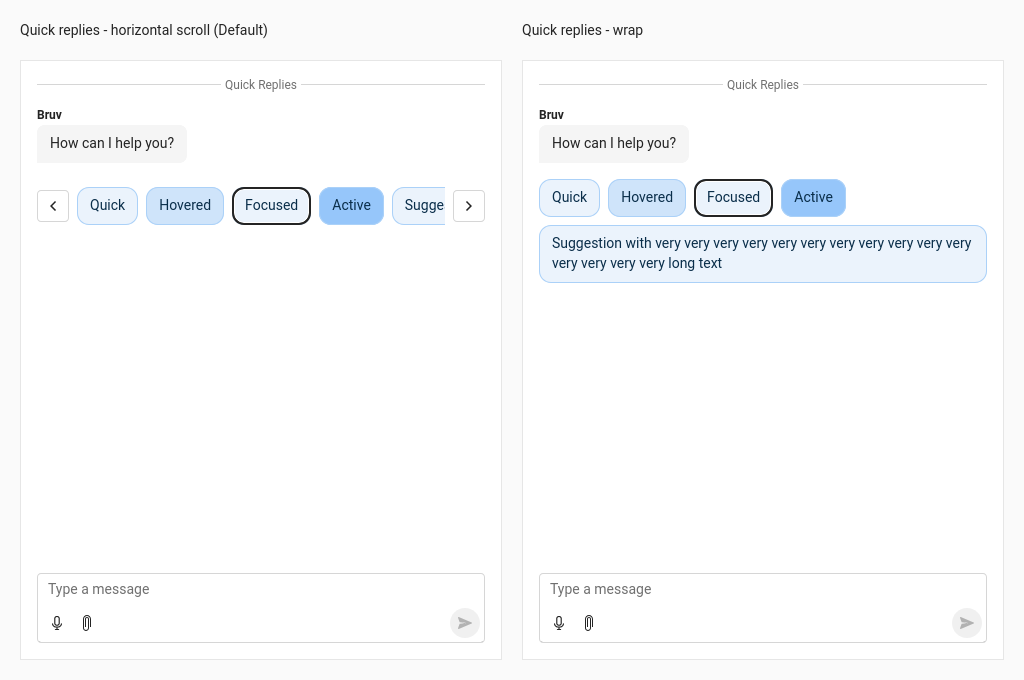 Quick replies - horizontal scroll (Default)
Quick Replies
Bruv
How can I help you?
Quick
Hovered
Focused
Active
Sugge
Type a message
Quick replies - wrap
Quick Replies
Bruv
How can I help you?
Quick
Hovered
Focused
Active
Suggestion with very very very very very very very very very very very
very very very very long text
Type a message